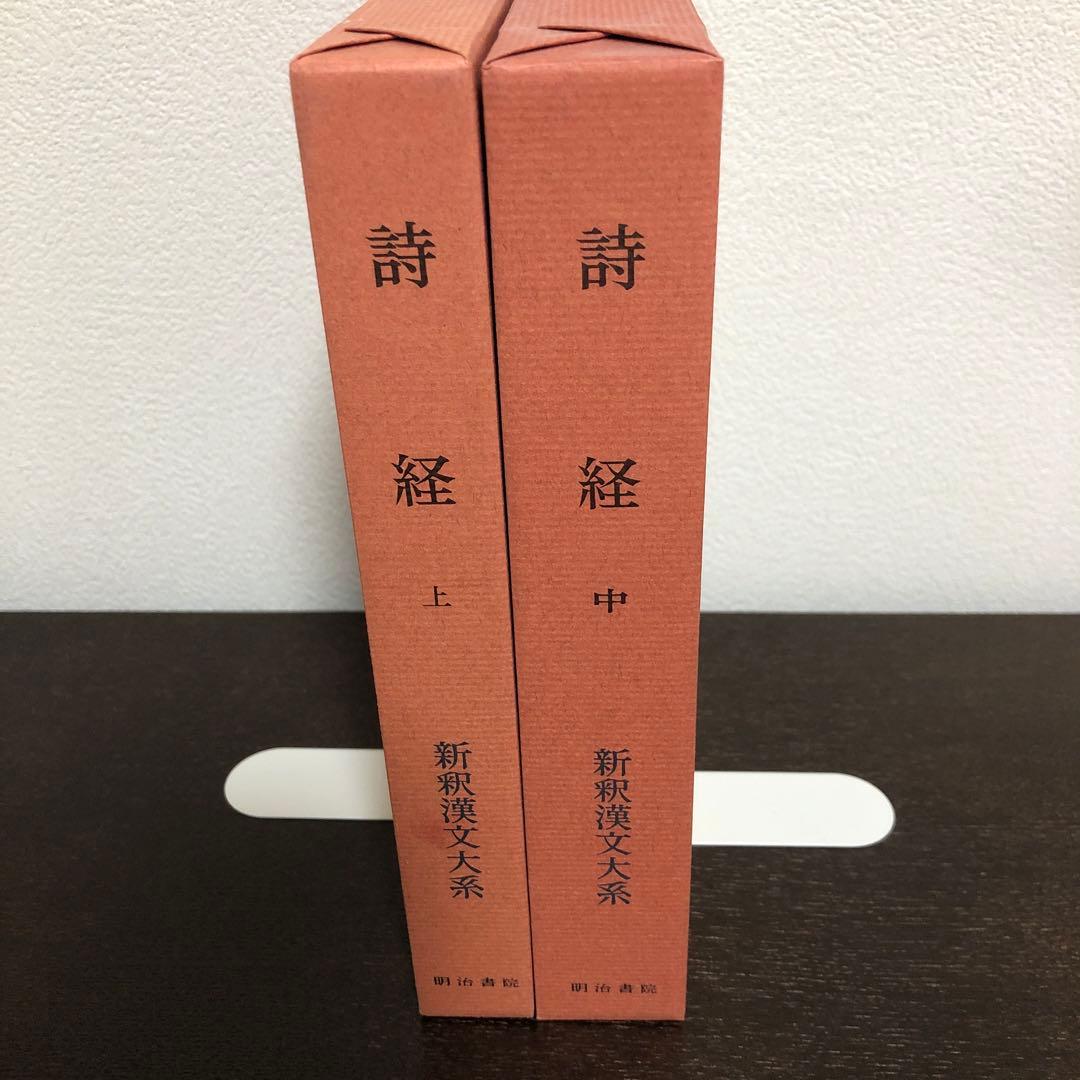 詩経
上
新釈漢文大系
明治書院
詩経
中
新釈漢文大系
明治書院